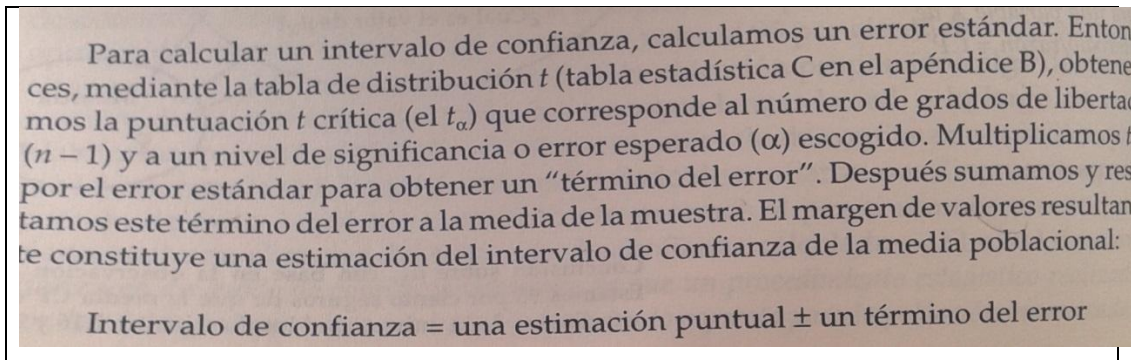 Para calcular un intervalo de confianza, calculamos un error estándar. Enton
ces, mediante la tabla de distribución t (tabla estadística C en el apéndice B), obtene
mos la puntuación t crítica (el tα) que corresponde al número de grados de liberta
(n – 1) y a un nivel de significancia o error esperado (α) escogido. Multiplicamos t
por el error estándar para obtener un “término del error”. Después sumamos y res
tamos este término del error a la media de la muestra. El margen de valores resultan
te constituye una estimación del intervalo de confianza de la media poblacional:
Intervalo de confianza = una estimación puntual ± un término del error